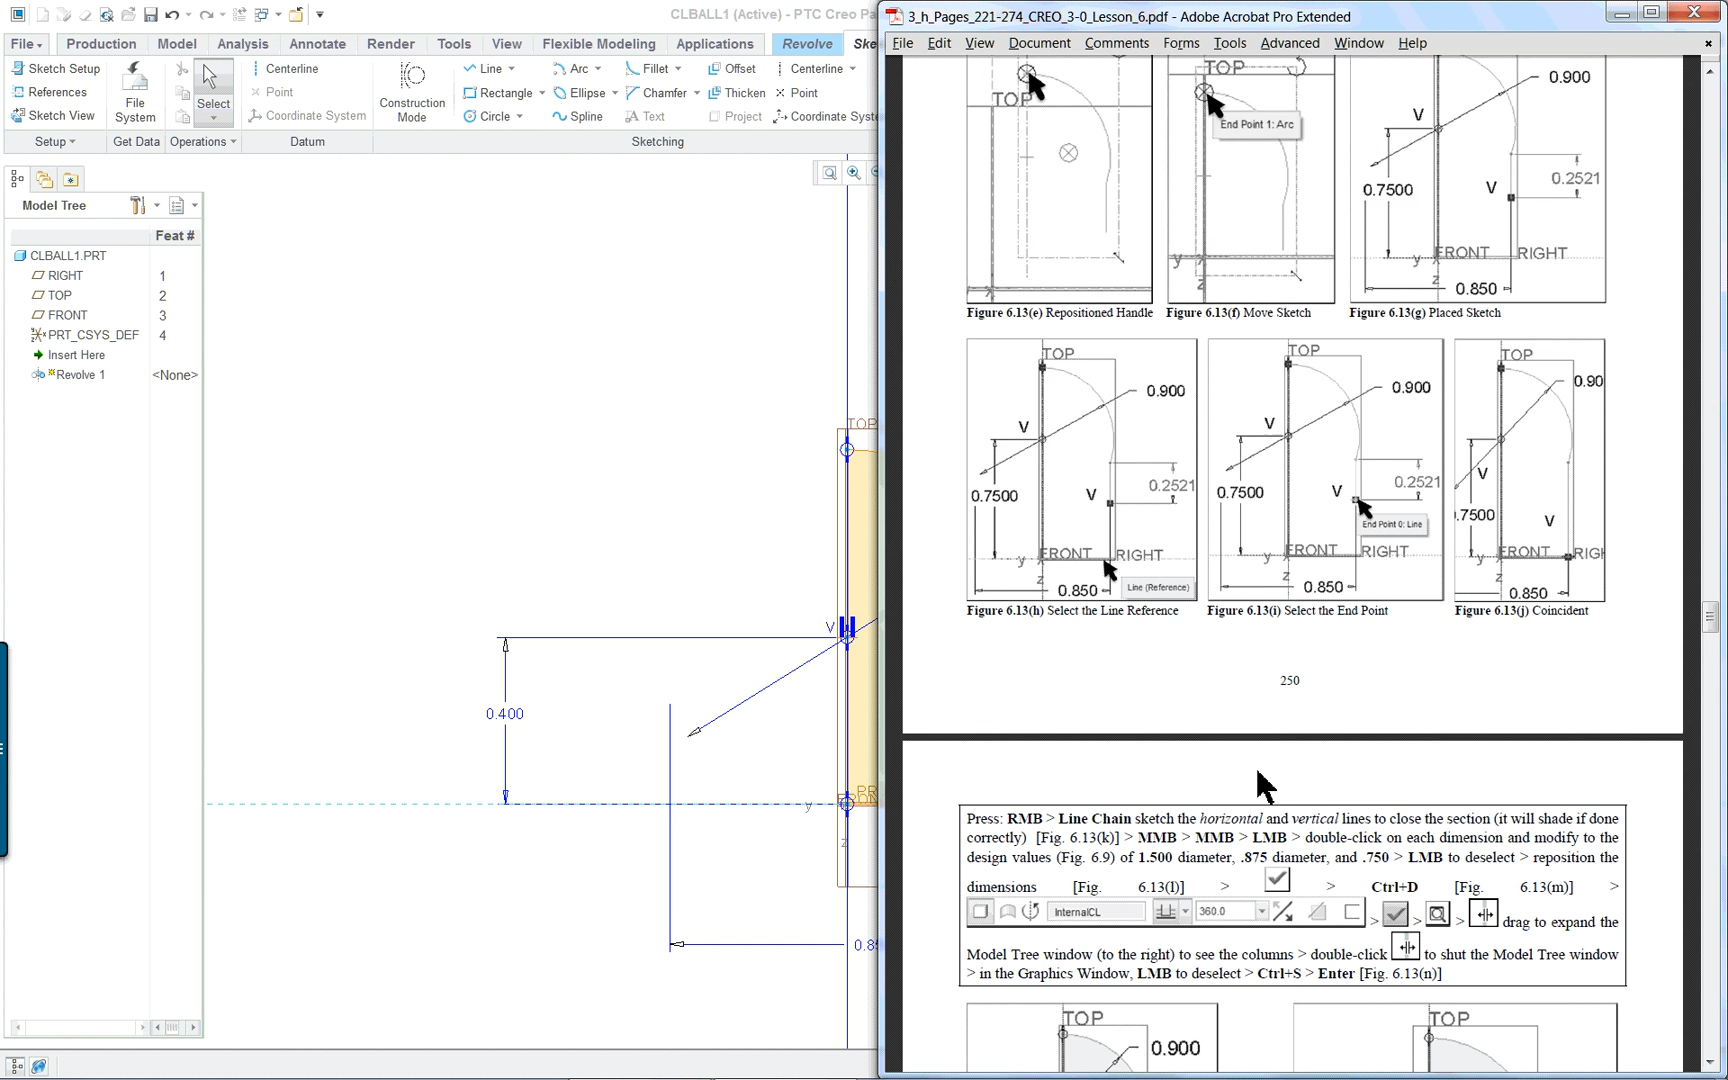 CLBALL1 (Active) - PTC Creo Pa
File
Production
Model
Analysis
Annotate
Render
Tools
View
Flexible Modeling
Applications
Revolve
Ske
Sketch Setup
References
Sketch View
File System
Select
Centerline
Point
Coordinate System
Construction Mode
Line
Rectangle
Circle
Arc
Ellipse
Spline
Fillet
Chamfer
Text
Offset
Thicken
Project
Centerline
Point
Coordinate Syste
Setup
Get Data
Operations
Datum
Sketching
Model Tree
Feat #
CLBALL1.PRT
RIGHT 1
TOP 2
FRONT 3
PRT_CSYS_DEF 4
Insert Here
Revolve 1 <None>
TOP
V
0.400
y
z
0.85
3_h_Pages_221-274_CREO_3-0_Lesson_6.pdf - Adobe Acrobat Pro Extended
File Edit View Document Comments Forms Tools Advanced Window Help
TOP
TOP
End Point 1: Arc
y
z
0.900
V
0.7500
V
0.2521
FRONT
RIGHT
y
z
0.850
Figure 6.13(e) Repositioned Handle
Figure 6.13(f) Move Sketch
Figure 6.13(g) Placed Sketch
TOP
0.900
V
0.7500
V
0.2521
FRONT
RIGHT
y
z
0.850
Line (Reference)
TOP
0.900
V
0.7500
V
0.2521
End Point 0: Line
FRONT
RIGHT
y
z
0.850
TOP
0.90
V
.7500
V
FRONT
RIGH
y
z
0.850
Figure 6.13(h) Select the Line Reference
Figure 6.13(i) Select the End Point
Figure 6.13(j) Coincident
250
Press: RMB > Line Chain sketch the horizontal and vertical lines to close the section (it will shade if done
correctly) [Fig. 6.13(k)] > MMB > MMB > LMB > double-click on each dimension and modify to the
design values (Fig. 6.9) of 1.500 diameter, .875 diameter, and .750 > LMB to deselect > reposition the
dimensions [Fig. 6.13(l)] > > Ctrl+D [Fig. 6.13(m)] >
InternalCL 360.0 > > > drag to expand the
Model Tree window (to the right) to see the columns > double-click to shut the Model Tree window
> in the Graphics Window, LMB to deselect > Ctrl+S > Enter [Fig. 6.13(n)]
TOP
0.900
TOP